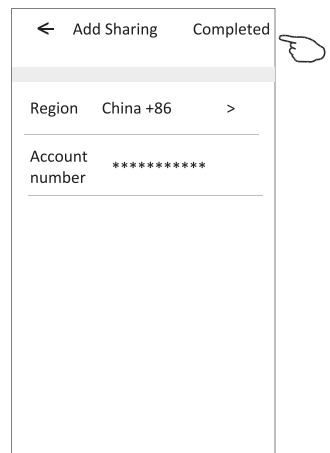 ← Add Sharing Completed
Region China +86 >
Account
number ***********